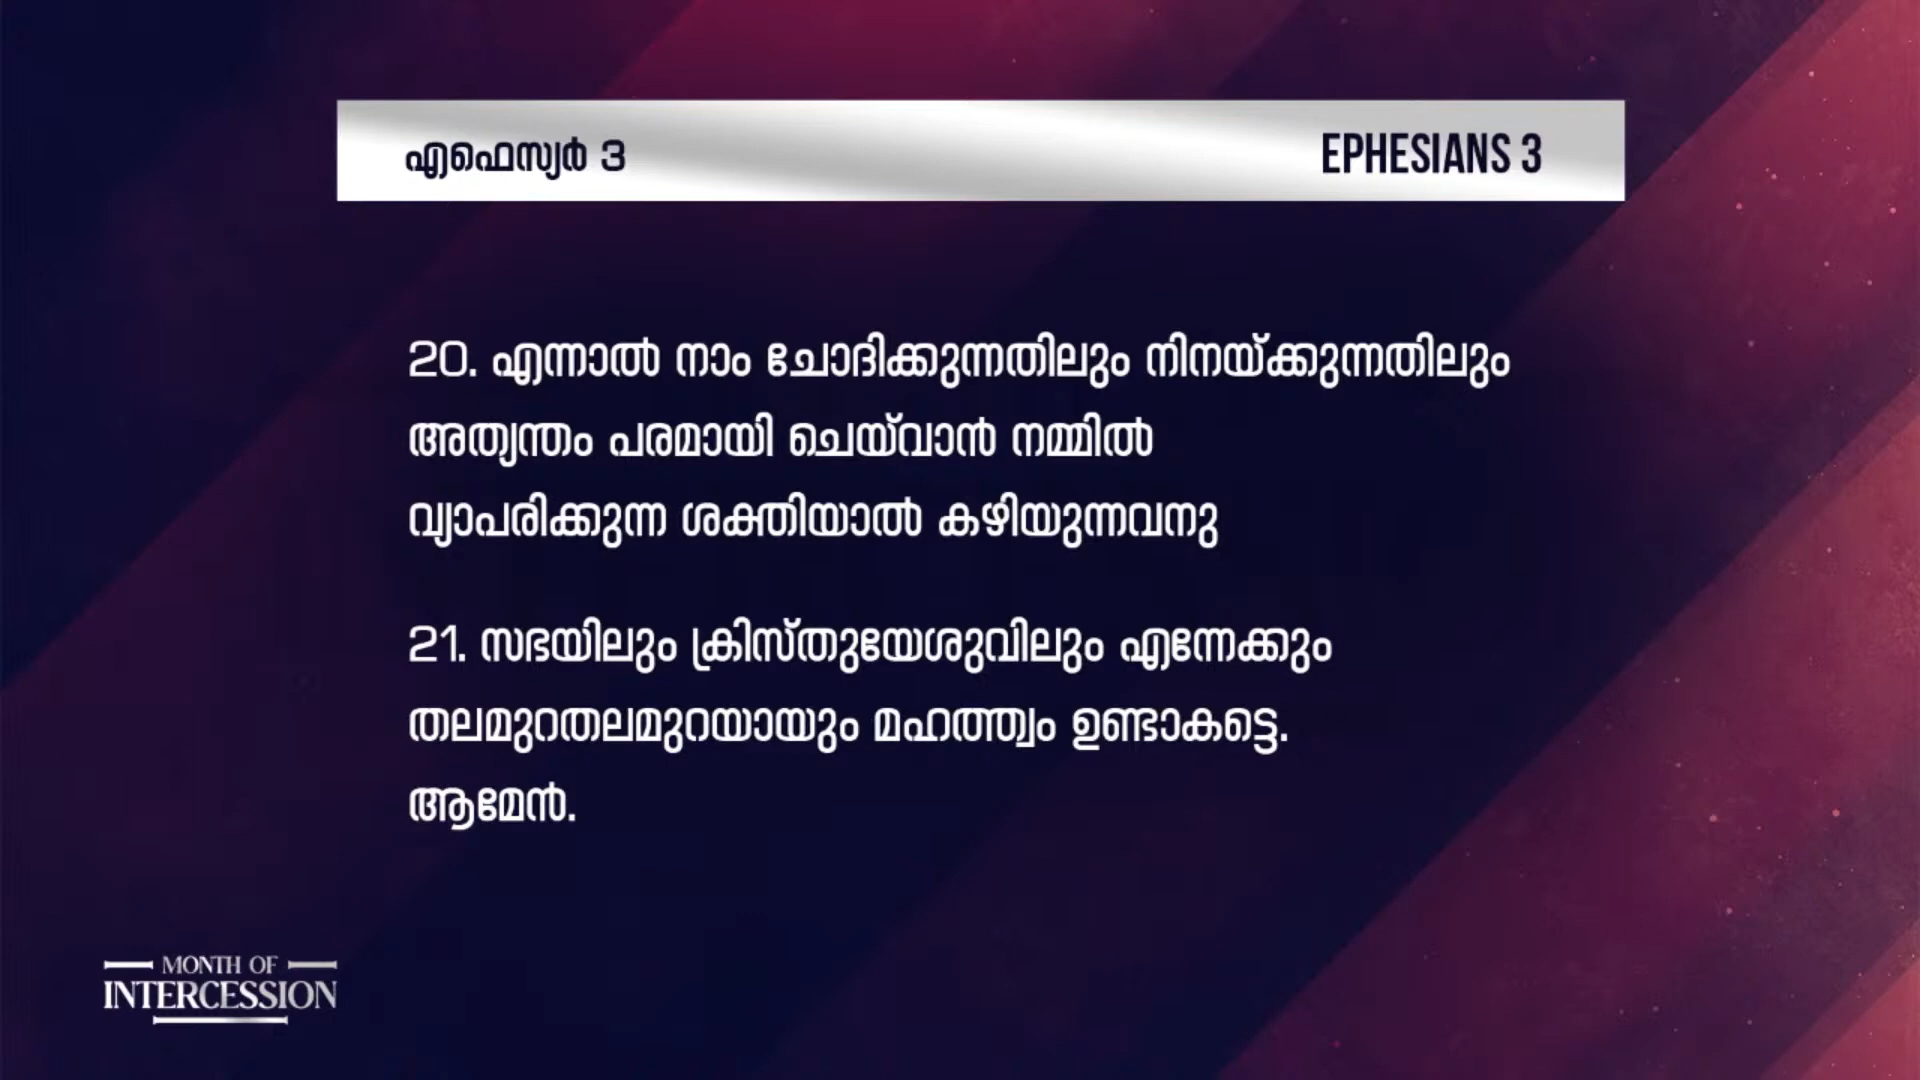 എഫെസ്യർ 3
EPHESIANS 3
20. എന്നാൽ നാം ചോദിക്കുന്നതിലും നിനയ്ക്കുന്നതിലും
അത്യന്തം പരമായി ചെയ്‌വാൻ നമ്മിൽ
വ്യാപരിക്കുന്ന ശക്തിയാൽ കഴിയുന്നവനു
21. സഭയിലും ക്രിസ്തുയേശുവിലും എന്നേക്കും
തലമുറതലമുറയായും മഹത്ത്വം ഉണ്ടാകട്ടെ.
ആമേൻ.
MONTH OF
INTERCESSION